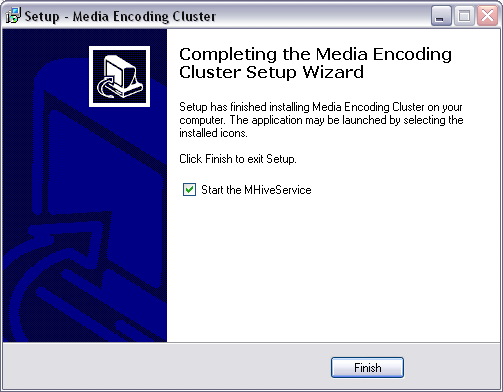 Setup - Media Encoding Cluster
Completing the Media Encoding
Cluster Setup Wizard
Setup has finished installing Media Encoding Cluster on your
computer. The application may be launched by selecting the
installed icons.
Click Finish to exit Setup.
Start the MHiveService
Finish